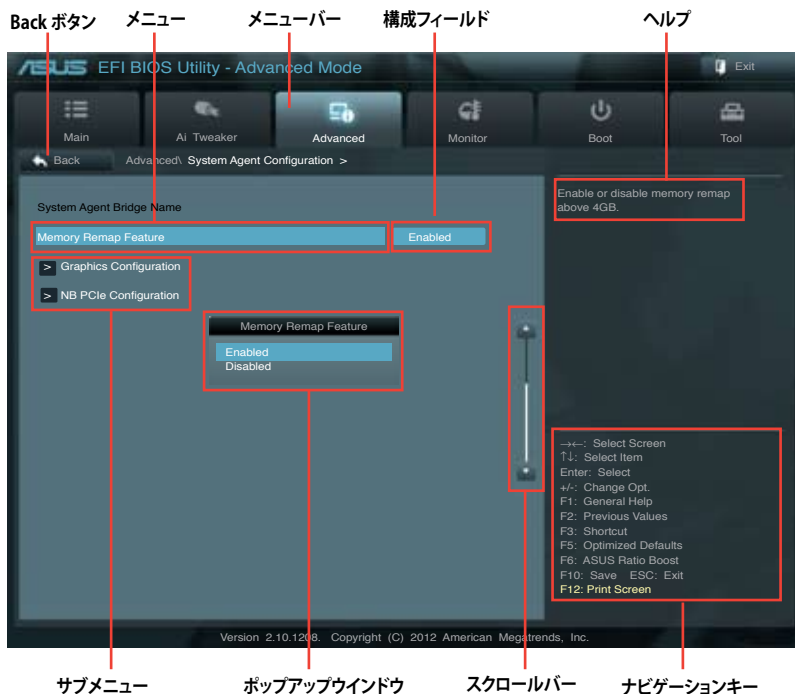 Back ボタン メニュー メニューバー 構成フィールド ヘルプ
ASUS EFI BIOS Utility - Advanced Mode Exit
Main Ai Tweaker Advanced Monitor Boot Tool
Back Advanced\ System Agent Configuration >
Enable or disable memory remap
above 4GB.
System Agent Bridge Name
Memory Remap Feature Enabled
> Graphics Configuration
> NB PCIe Configuration
Memory Remap Feature
Enabled
Disabled
→←: Select Screen
↑↓: Select Item
Enter: Select
+/-: Change Opt.
F1: General Help
F2: Previous Values
F3: Shortcut
F5: Optimized Defaults
F6: ASUS Ratio Boost
F10: Save ESC: Exit
F12: Print Screen
Version 2.10.1208. Copyright (C) 2012 American Megatrends, Inc.
サブメニュー ポップアップウインドウ スクロールバー ナビゲーションキー